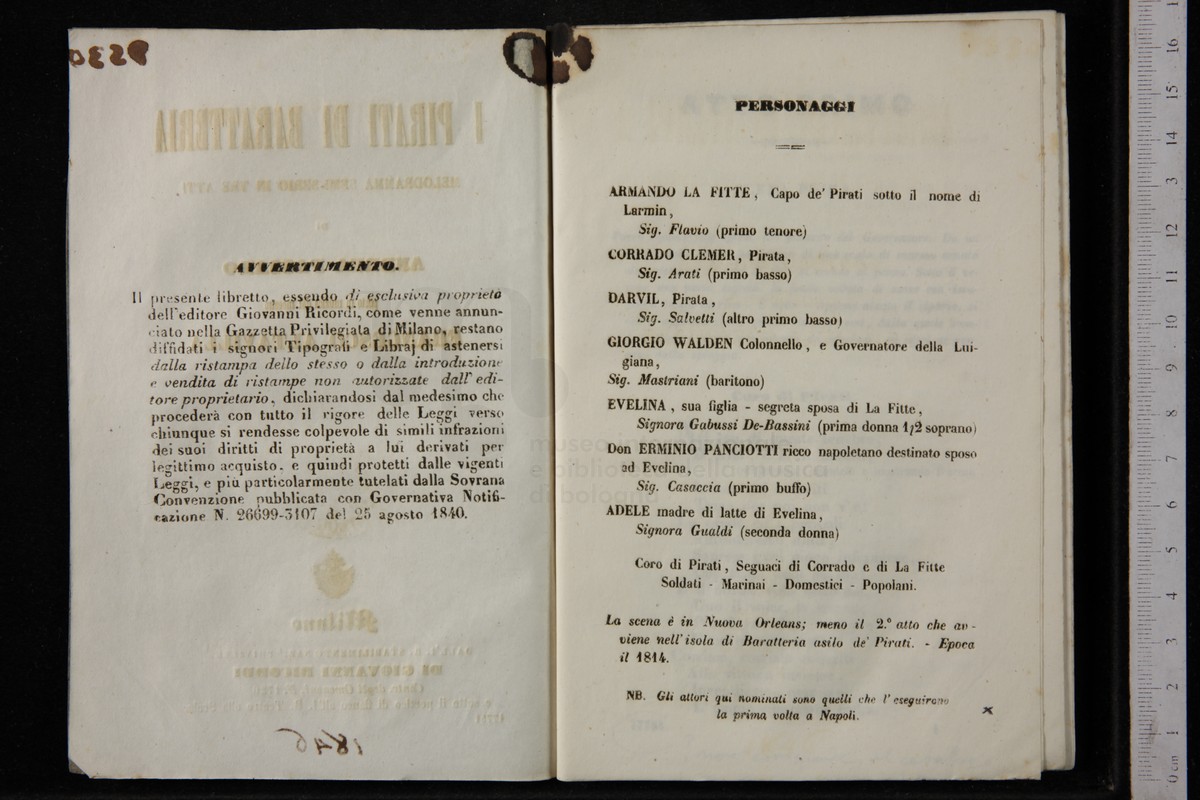 AVVERTIMENTO.
Il presente libretto, essendo di esclusiva proprietà
dell'editore Giovanni Ricordi, come venne annun-
ciato nella Gazzetta Privilegiata di Milano, restano
diffidati i signori Tipografi e Libraj di astenersi
dalla ristampa dello stesso o dalla introduzione
e vendita di ristampe non autorizzate dall'edi-
tore proprietario, dichiarandosi dal medesimo che
procederà con tutto il rigore delle Leggi verso
chiunque si rendesse colpevole di simili infrazioni
dei suoi diritti di proprietà a lui derivati per
legittimo acquisto, e quindi protetti dalle vigenti
Leggi, e più particolarmente tutelati dalla Sovrana
Convenzione pubblicata con Governativa Notifi-
cazione N. 26699-3107 del 25 agosto 1840.
PERSONAGGI
ARMANDO LA FITTE, Capo de' Pirati sotto il nome di
Larmin,
Sig. Flavio (primo tenore)
CORRADO CLEMER, Pirata,
Sig. Arati (primo basso)
DARVIL, Pirata,
Sig. Salvetti (altro primo basso)
GIORGIO WALDEN Colonnello, e Governatore della Lui-
giana,
Sig. Mastriani (baritono)
EVELINA, sua figlia - segreta sposa di La Fitte,
Signora Gabussi De-Bassini (prima donna 1/2 soprano)
Don ERMINIO PANCIOTTI ricco napoletano destinato sposo
ad Evelina,
Sig. Casaccia (primo buffo)
ADELE madre di latte di Evelina,
Signora Gualdi (seconda donna)
Coro di Pirati, Seguaci di Corrado e di La Fitte
Soldati - Marinai - Domestici - Popolani.
La scena è in Nuova Orleans; meno il 2.° atto che av-
viene nell'isola di Baratteria asilo de' Pirati. - Epoca
il 1814.
NB. Gli attori qui nominati sono quelli che l'eseguirono
la prima volta a Napoli.
museo internazionale
e biblioteca della musica
di bologna